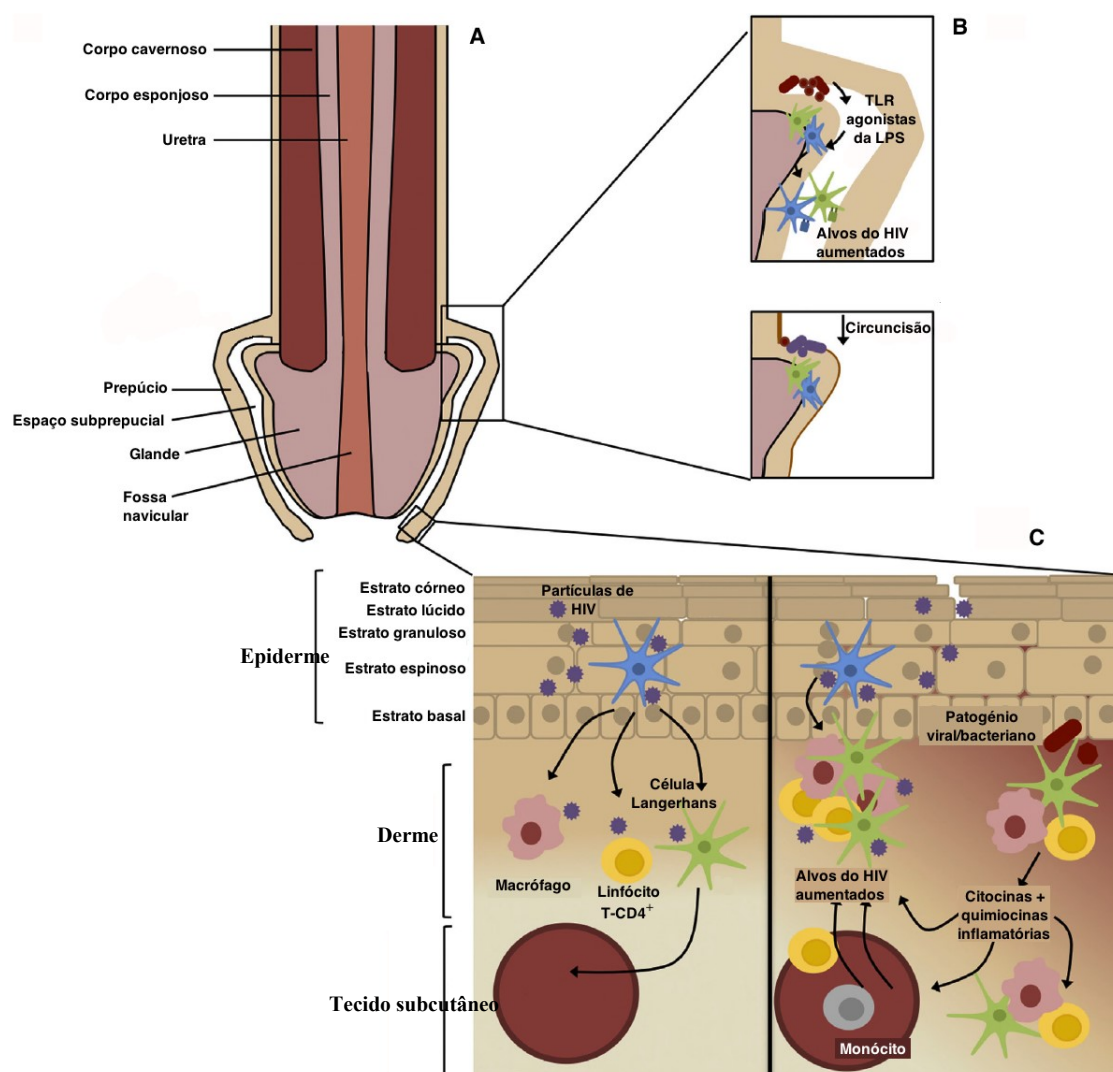 A
Corpo cavernoso
Corpo esponjoso
Uretra
Prepúcio
Espaço subprepucial
Glande
Fossa
navicular
B
TLR
agonistas
da LPS
Alvos do HIV
aumentados
Circuncisão
C
Epiderme
Estrato córneo
Estrato lúcido
Estrato granuloso
Estrato espinoso
Estrato basal
Derme
Tecido subcutâneo
Partículas de
HIV
Célula
Langerhans
Macrófago
Linfócito
T-CD4+
Patogénio
viral/bacteriano
Alvos do HIV
aumentados
Citocinas +
quimiocinas
inflamatórias
Monócito